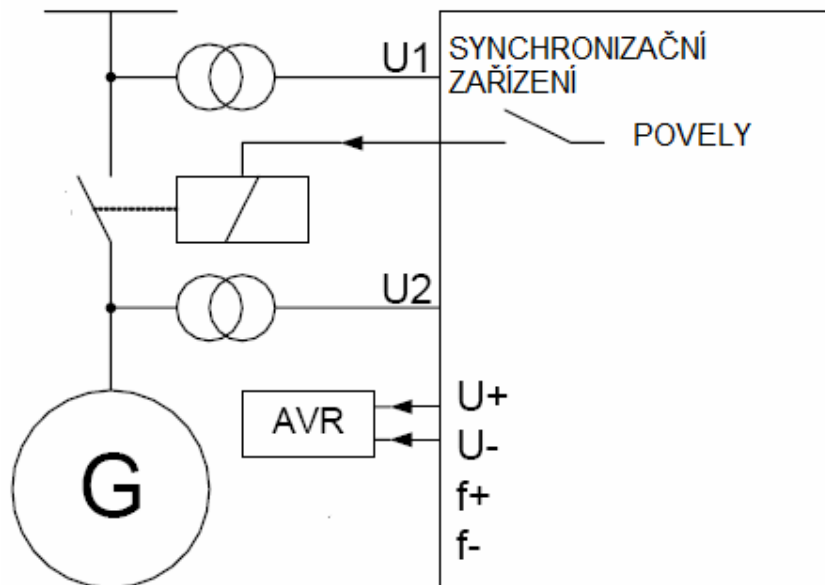 U1
SYNCHRONIZAČNÍ
ZAŘÍZENÍ
POVELY
U2
AVR
U+
U-
f+
f-
G